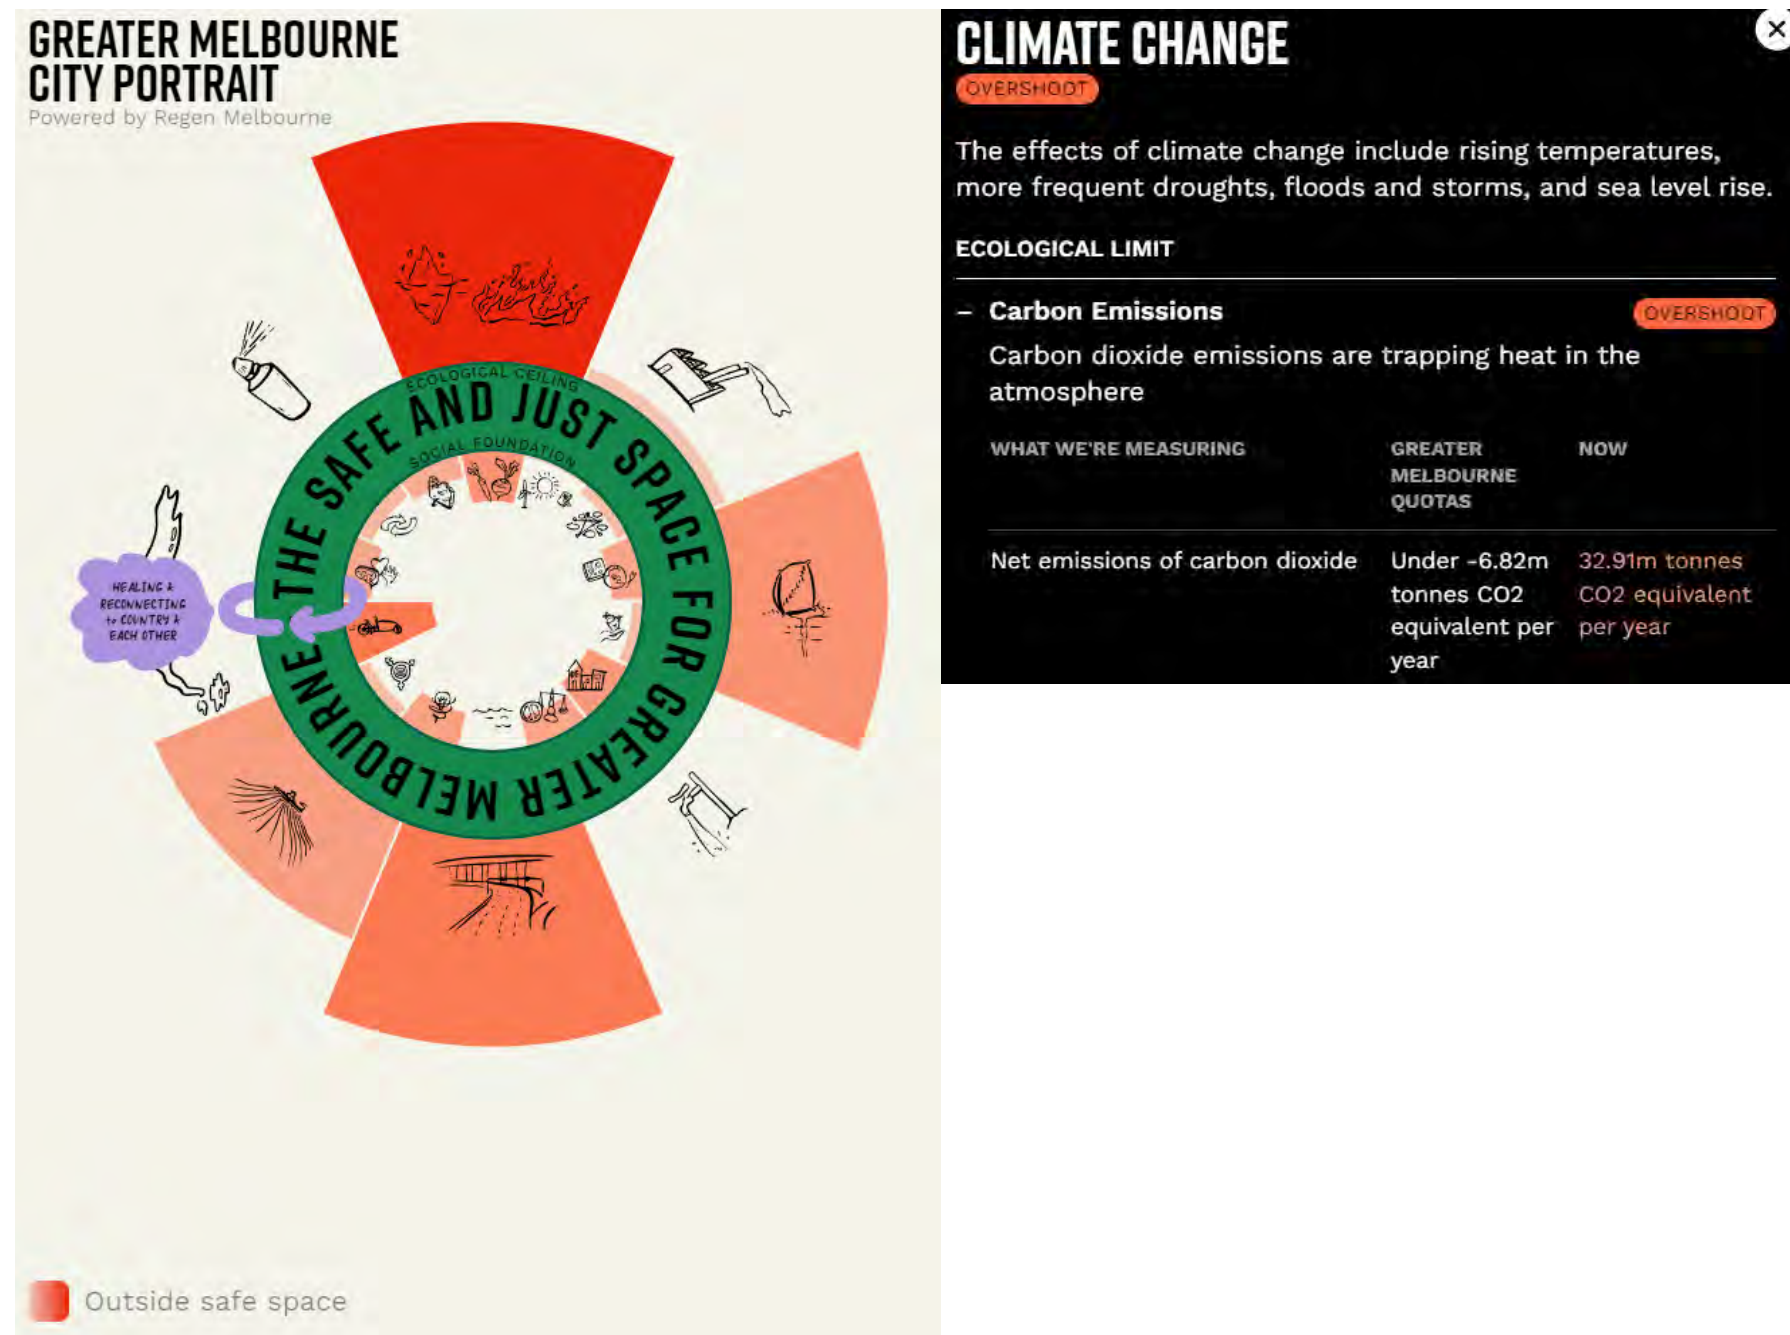 GREATER MELBOURNE
CITY PORTRAIT
Powered by Regen Melbourne
ECOLOGICAL CEILING
THE SAFE AND JUST SPACE FOR GREATER MELBOURNE
SOCIAL FOUNDATION
HEALING &
RECONNECTING
to COUNTRY &
EACH OTHER
Outside safe space
CLIMATE CHANGE
OVERSHOOT
The effects of climate change include rising temperatures,
more frequent droughts, floods and storms, and sea level rise.
ECOLOGICAL LIMIT
– Carbon Emissions
OVERSHOOT
Carbon dioxide emissions are trapping heat in the
atmosphere
WHAT WE'RE MEASURING
GREATER
MELBOURNE
QUOTAS
NOW
Net emissions of carbon dioxide
Under -6.82m
tonnes CO2
equivalent per
year
32.91m tonnes
CO2 equivalent
per year